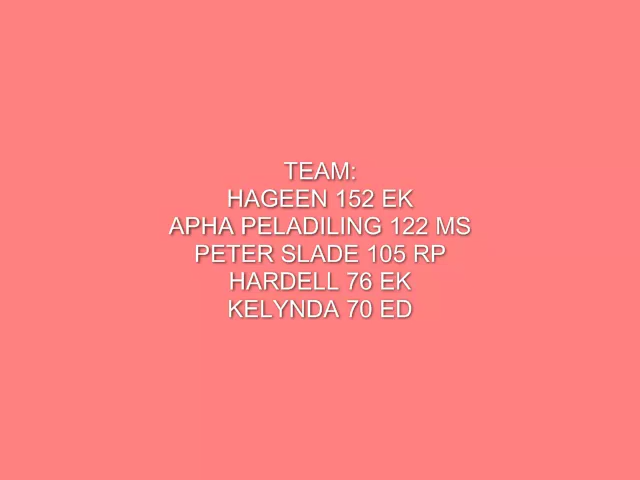 TEAM:
HAGEEN 152 EK
APHA PELADILING 122 MS
PETER SLADE 105 RP
HARDELL 76 EK
KELYNDA 70 ED